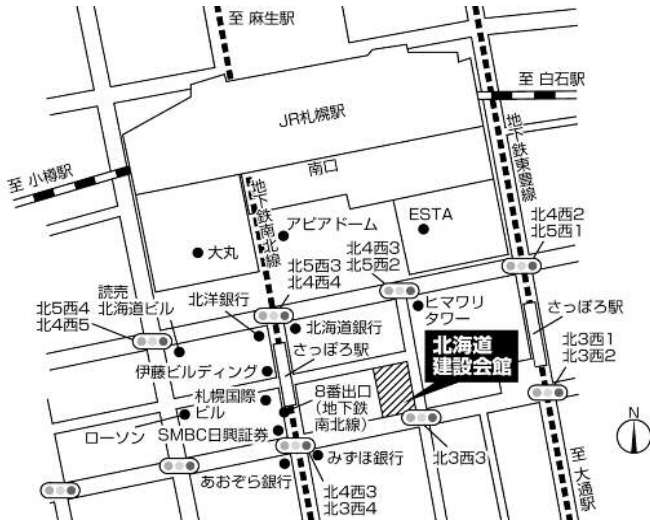 至 麻生駅
至 白石駅
JR札幌駅
地下鉄東豊線
南口
至 小樽駅
地下鉄南北線
アピアドーム
ESTA
北4西2
北5西1
大丸
北4西3
北5西2
北5西3
北4西4
読売
北海道ビル
北5西4
北4西5
北洋銀行
北海道銀行
ヒマワリ
タワー
さっぽろ駅
さっぽろ駅
北海道
建設会館
北3西1
北3西2
伊藤ビルディング
札幌国際
ビル
8番出口
(地下鉄
南北線)
ローソン
SMBC日興証券
みずほ銀行
北3西3
あおぞら銀行
北4西3
北3西4
至 大通駅
N